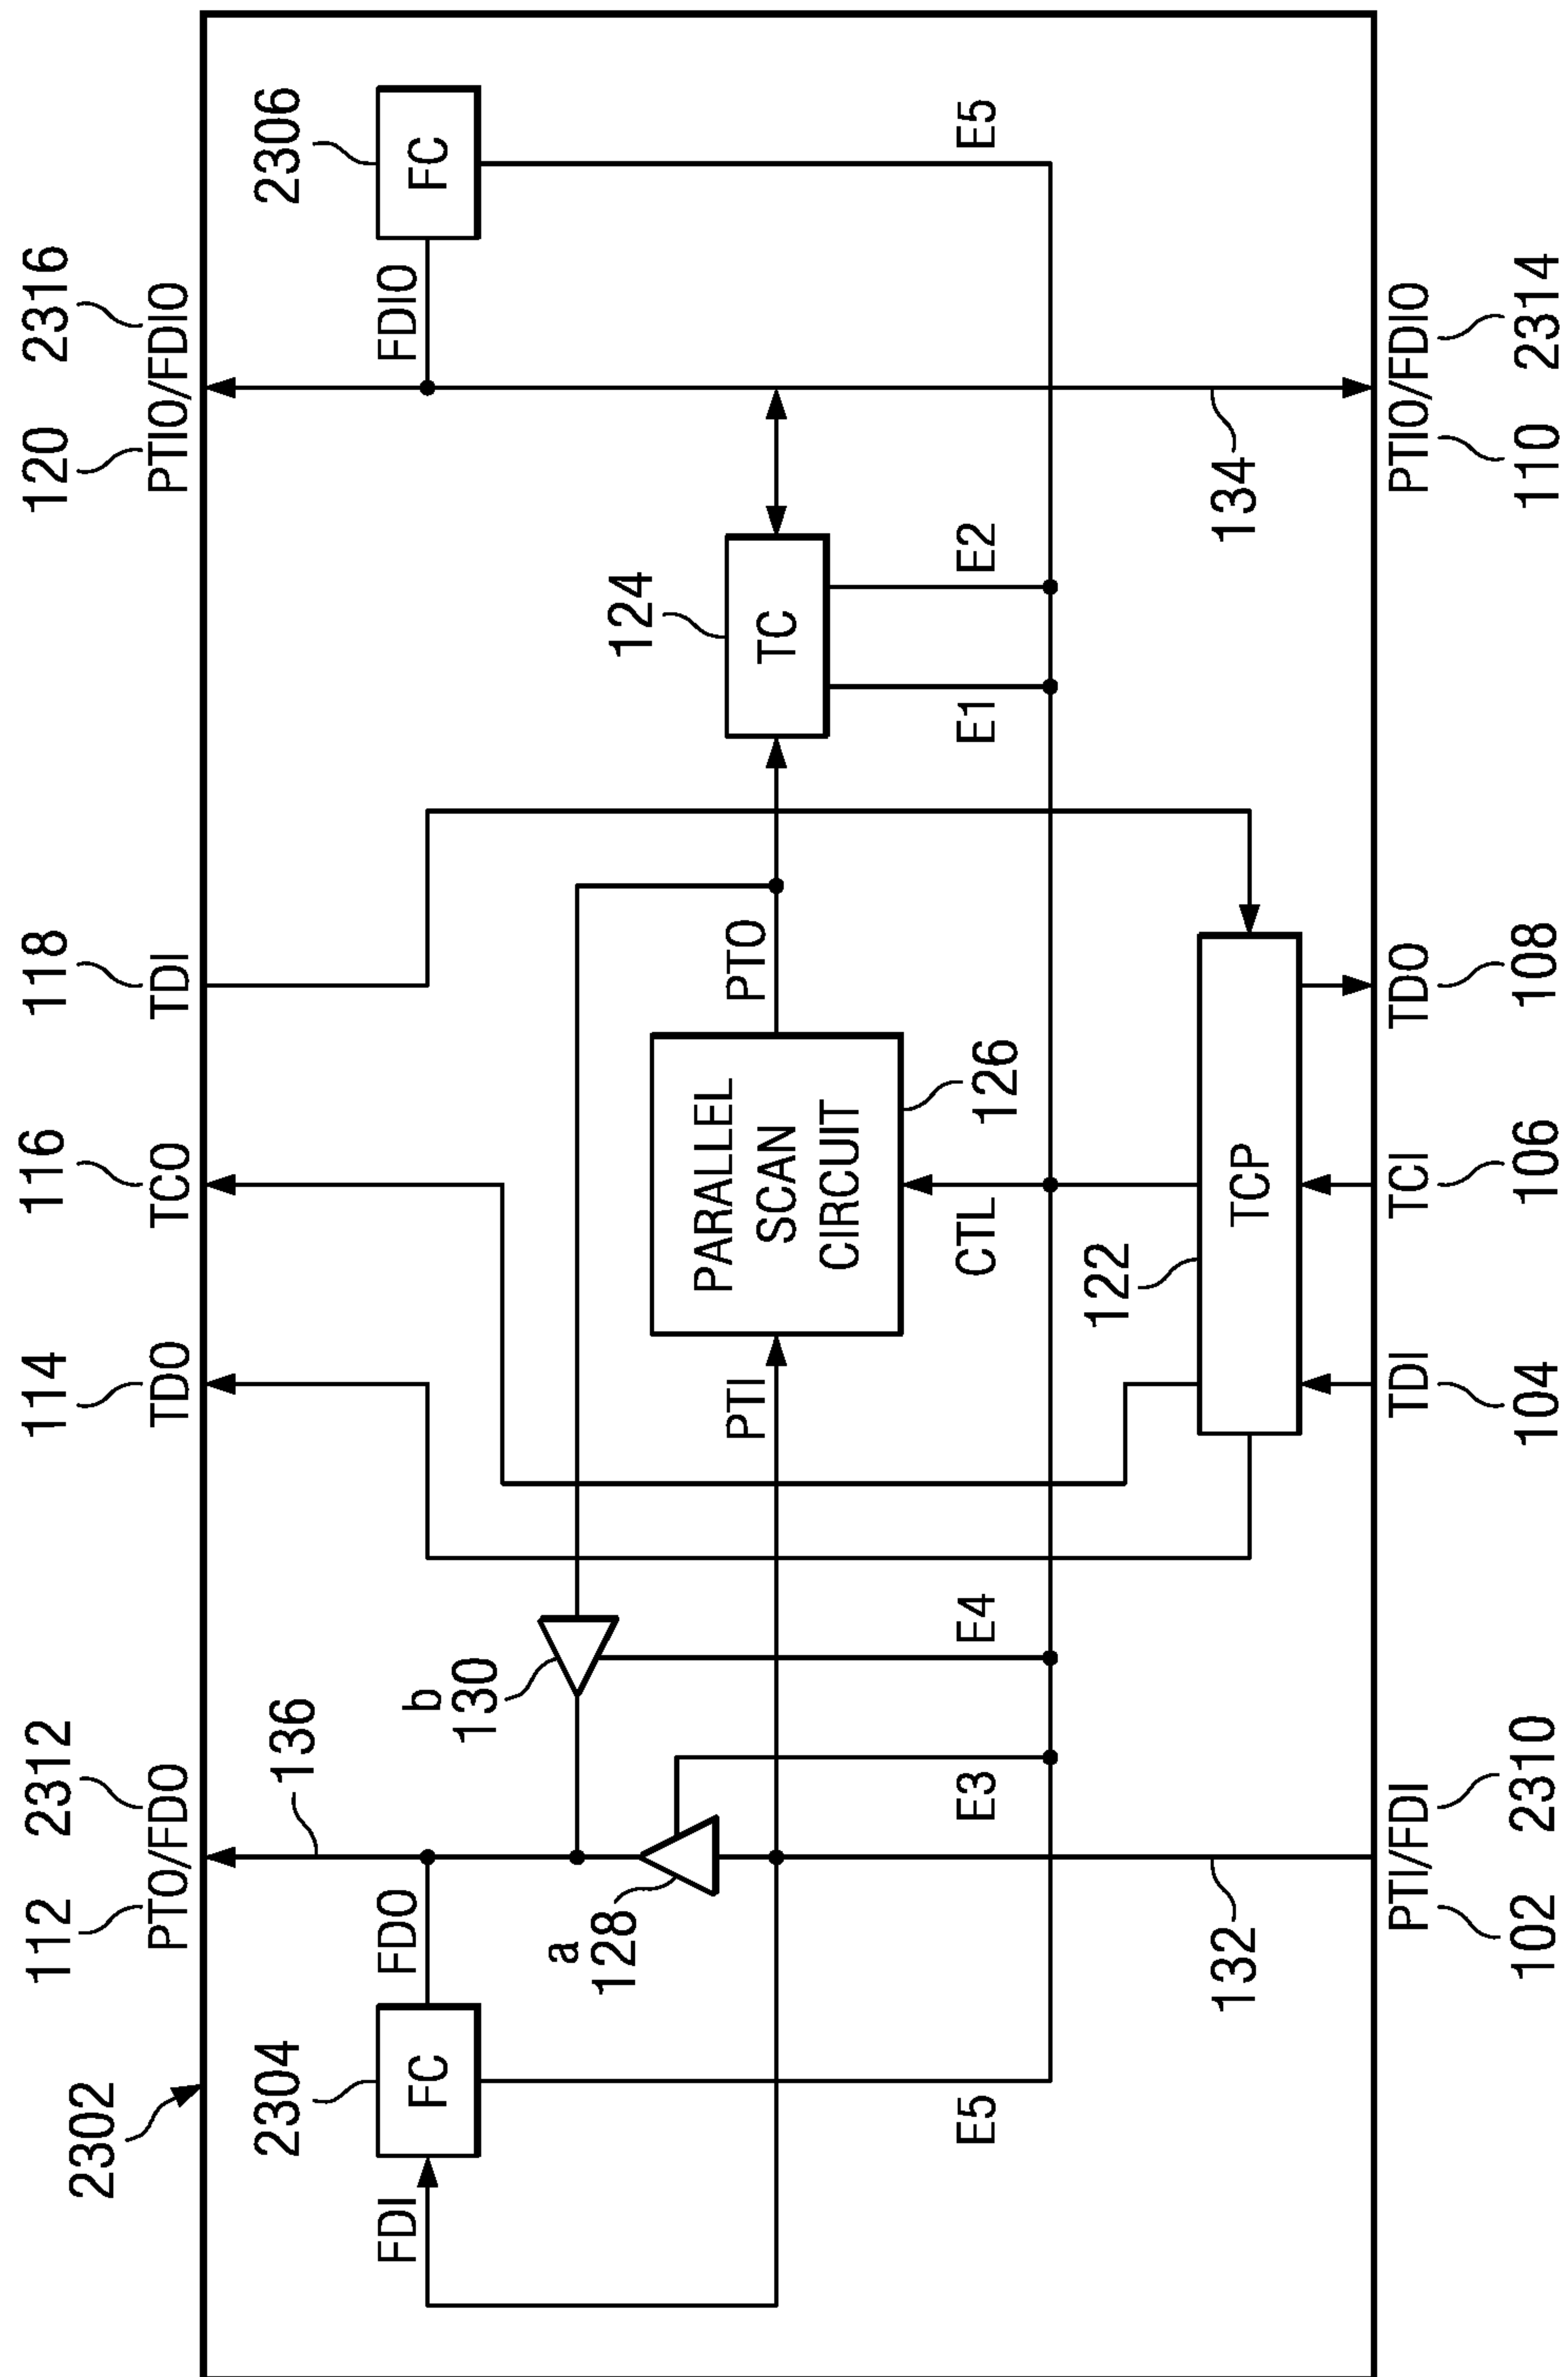 2302
112 2312
PTO/FDO
114
TDO
116
TCO
118
TDI
120 2316
PTIO/FDIO
136
2304
FC
FDI
FDO
2306
FC
FDIO
b
130
a
128
PTI
PARALLEL
SCAN
CIRCUIT
126
PTO
124
TC
E5
E3
E4
CTL
E1
E2
E5
122
TCP
132
134
PTI/FDI
102 2310
TDI
104
TCI
106
TDO
108
PTIO/FDIO
110 2314